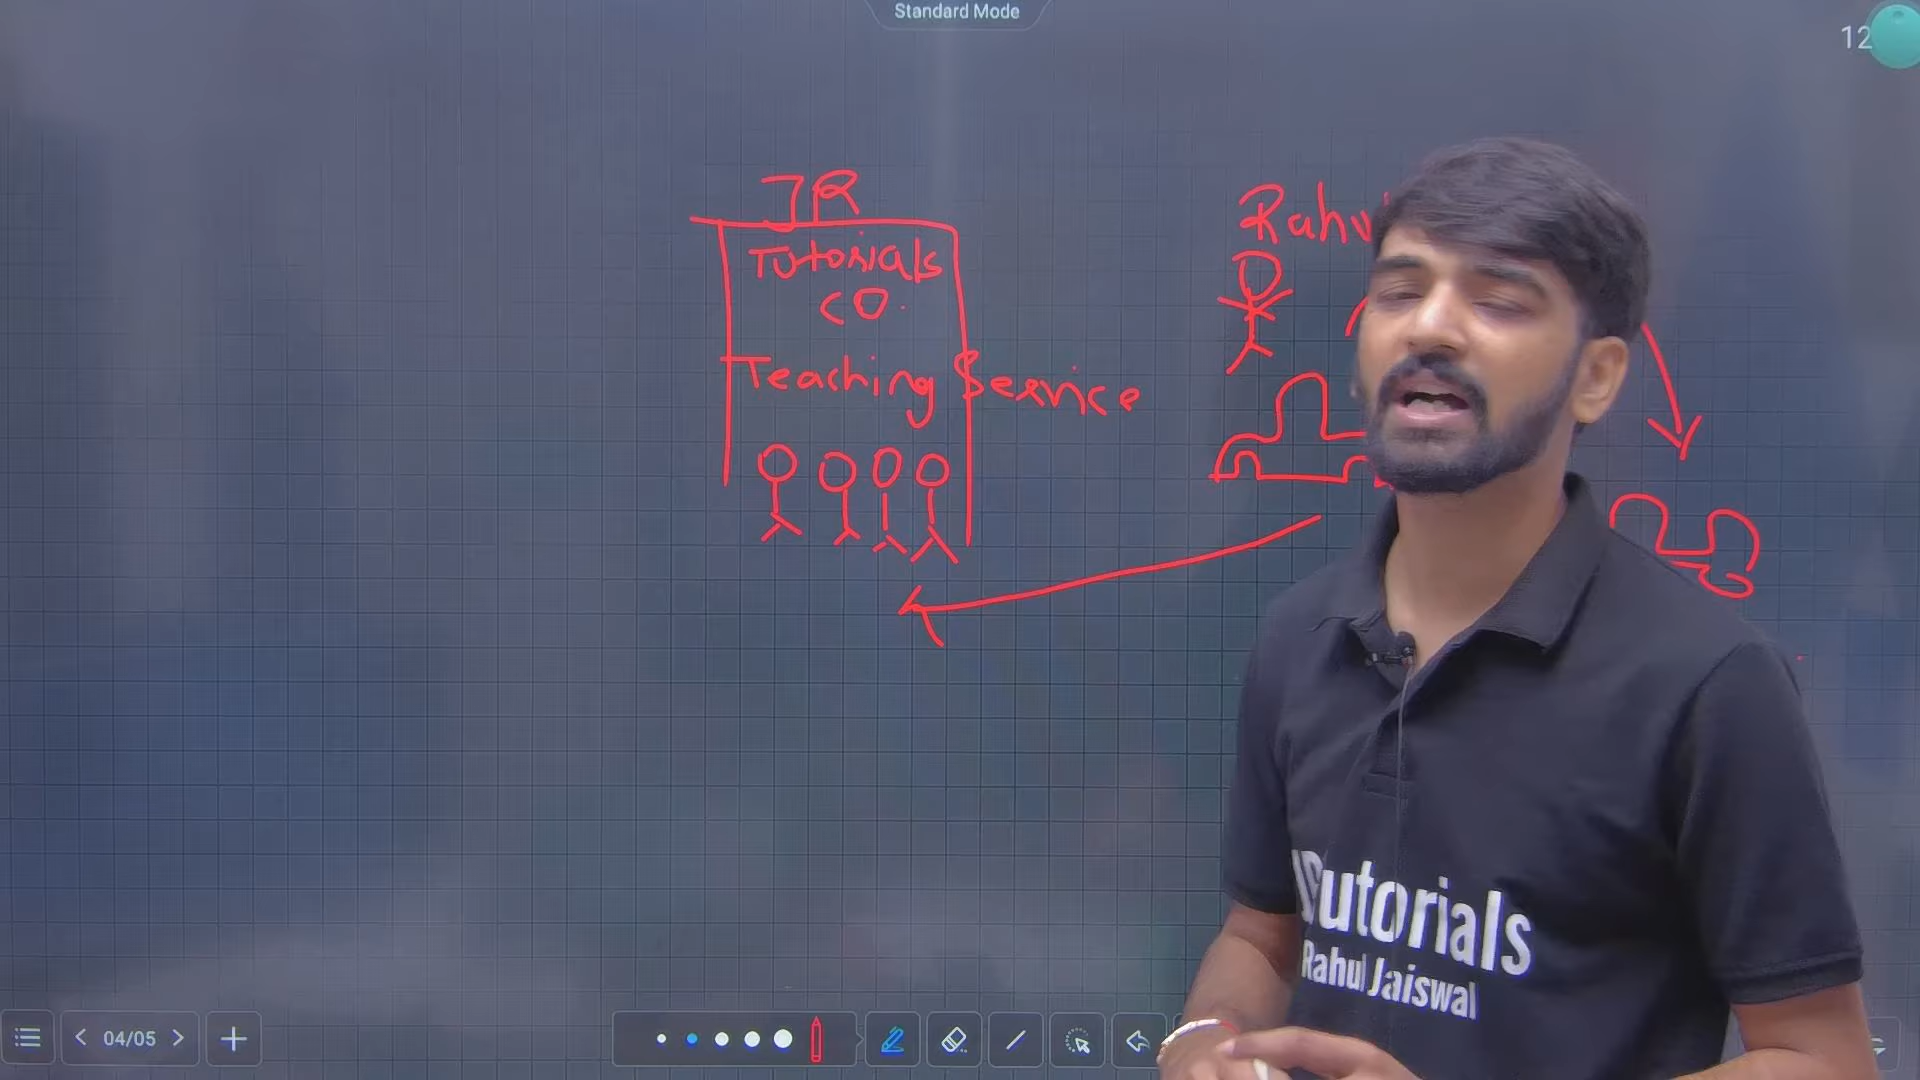 Standard Mode
12
JR
Tutorials
CO.
Teaching Service
Rahu
Tutorials
Rahul Jaiswal
04/05